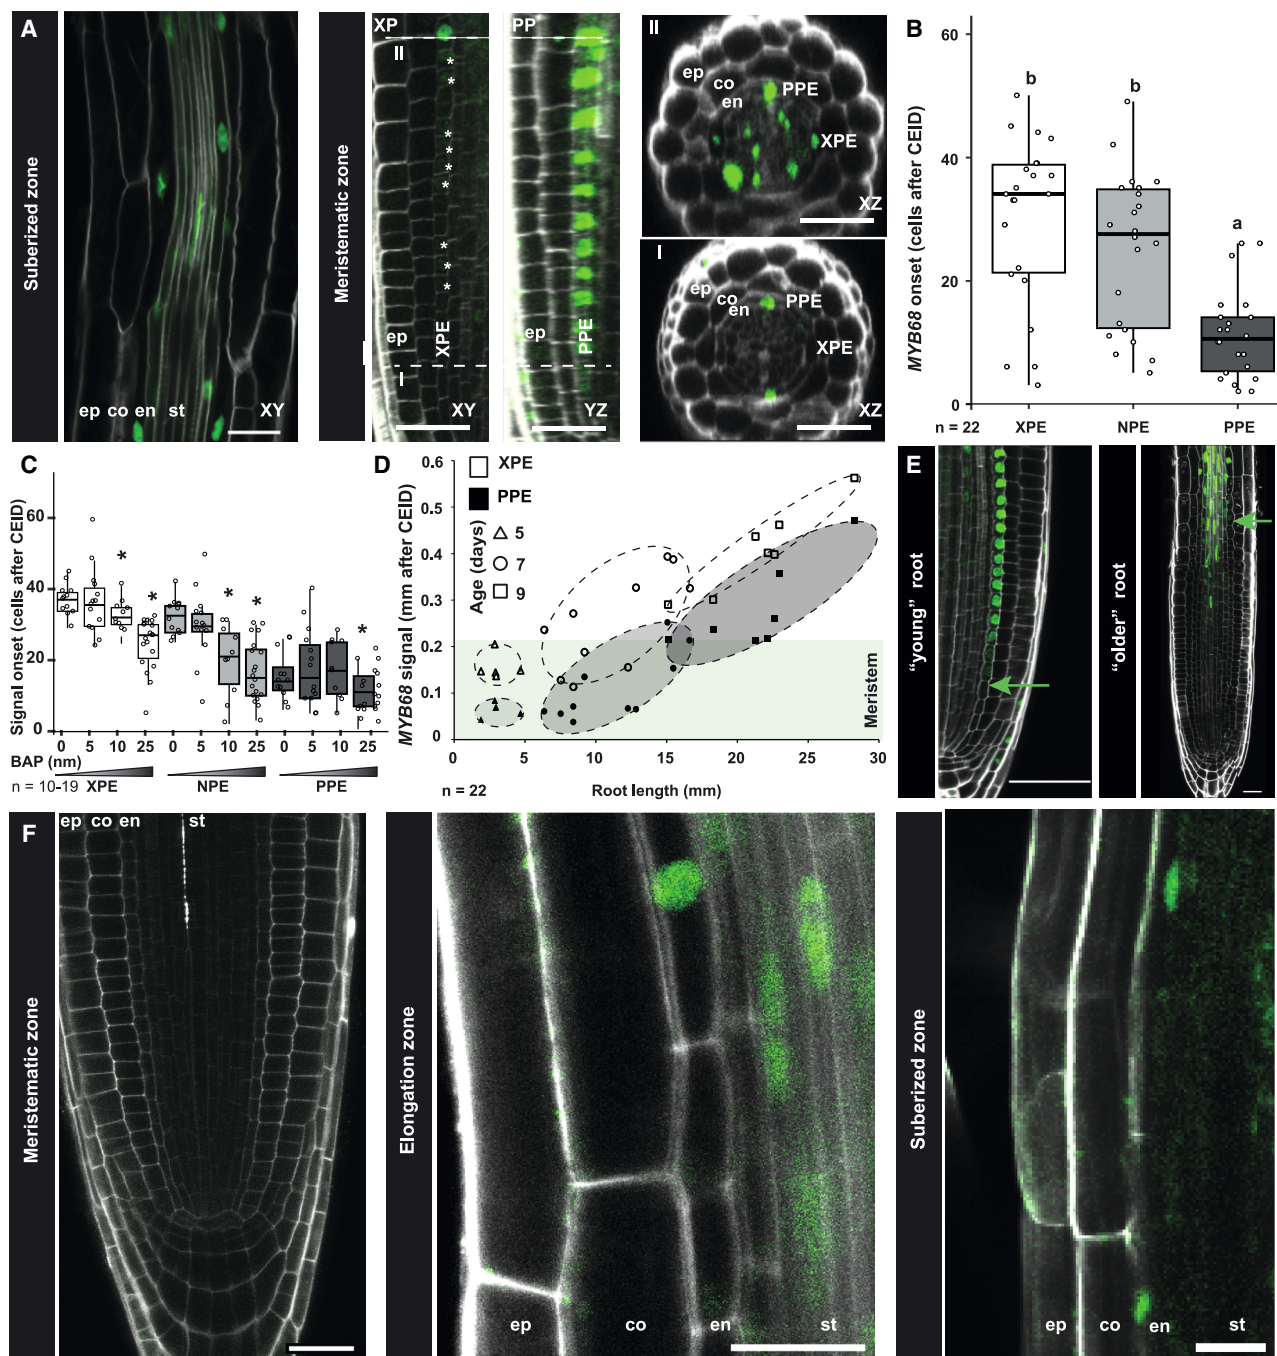 A
Suberized zone
ep co en st
XY
Meristematic zone
XP
II
ep
XPE
I
XY
PP
ep
PPE
YZ
II
ep
co
en
PPE
XPE
XZ
I
ep
co
en
PPE
XPE
XZ
B
MYB68 onset (cells after CEID)
60
40
20
0
b
b
a
n = 22 XPE NPE PPE
C
Signal onset (cells after CEID)
60
40
20
0
* * * * *
0 5 10 25 0 5 10 25 0 5 10 25
BAP (nm)
n = 10-19 XPE NPE PPE
D
MYB68 signal (mm after CEID)
0.6
0.5
0.4
0.3
0.2
0.1
0
XPE
PPE
Age (days)
5
7
9
Meristem
0 5 10 15 20 25 30
n = 22 Root length (mm)
E
"young" root
"older" root
F
Meristematic zone
ep co en st
Elongation zone
ep co en st
Suberized zone
ep co en st